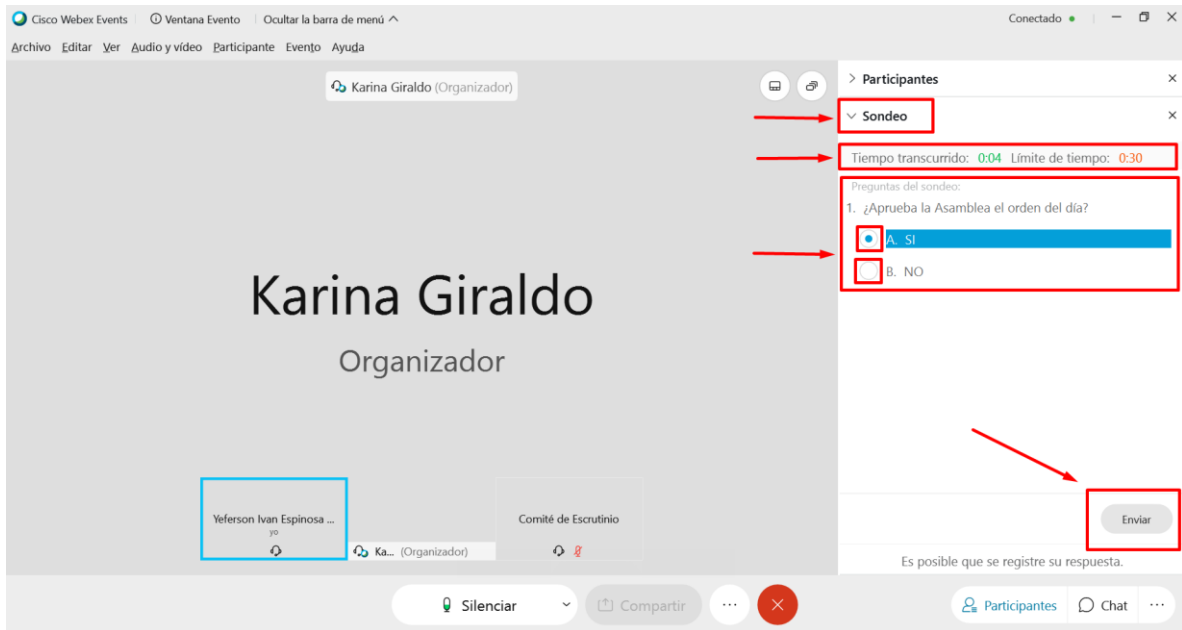 Cisco Webex Events
Ventana Evento
Ocultar la barra de menú
Conectado
Archivo Editar Ver Audio y vídeo Participante Evento Ayuda
Karina Giraldo (Organizador)
Karina Giraldo
Organizador
Yeferson Ivan Espinosa ...
yo
Ka... (Organizador)
Comité de Escrutinio
Participantes
Sondeo
Tiempo transcurrido: 0:04 Límite de tiempo: 0:30
Preguntas del sondeo:
1. ¿Aprueba la Asamblea el orden del día?
A. SI
B. NO
Enviar
Es posible que se registre su respuesta.
Silenciar
Compartir
Participantes
Chat